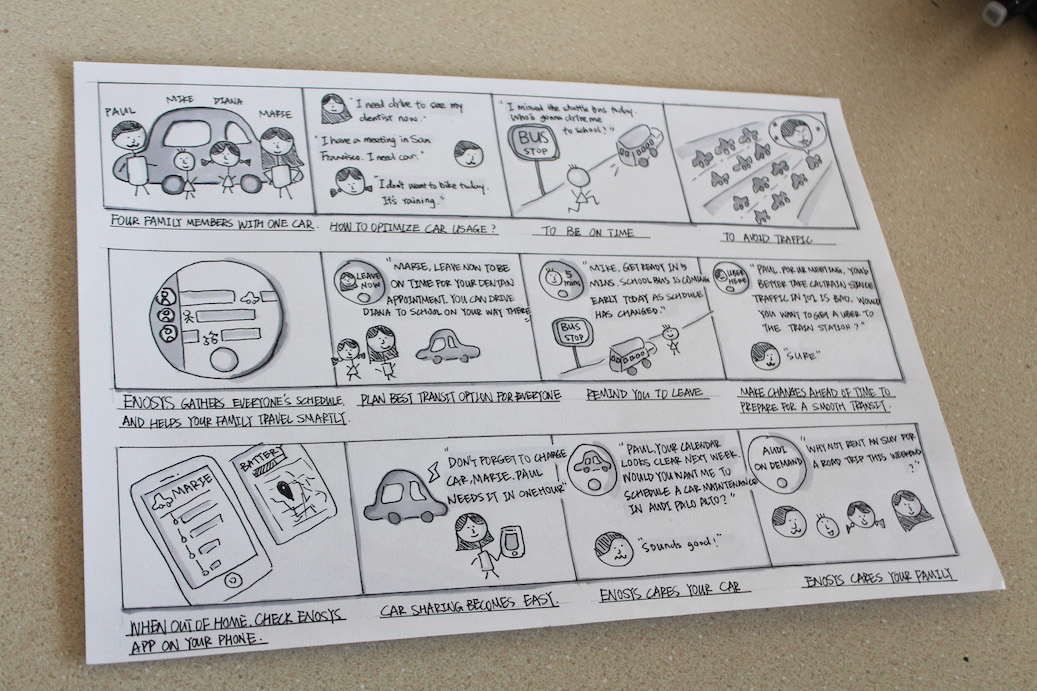 PAUL
MIKE
DIANA
MARIE
FOUR FAMILY MEMBERS WITH ONE CAR.
"I need drive to see my
dentist now."
"I have a meeting in San
Francisco. I need car."
"I don't want to bike today.
It's raining."
HOW TO OPTIMIZE CAR USAGE?
"I missed the shuttle bus today.
Who's gonna drive me
to school?"
BUS
STOP
TO BE ON TIME
TO AVOID TRAFFIC
ENOSYS GATHERS EVERYONE'S SCHEDULE,
AND HELPS YOUR FAMILY TRAVEL SMARTLY.
LEAVE
NOW
"MARIE, LEAVE NOW TO BE
ON TIME FOR YOUR DENTAN
APPOINTMENT. YOU CAN DRIVE
DIANA TO SCHOOL ON YOUR WAY THERE"
PLAN BEST TRANSIT OPTION FOR EVERYONE
5
mins
"MIKE, GET READY IN 5
MINS. SCHOOL BUS IS COMING
EARLY TODAY AS SCHDULE
HAS CHANGED."
BUS
STOP
REMIND YOU TO LEAVE
UBER
HERE
"PAUL, FOR UR MEETING, YOU'D
BETTER TAKE CALTRAIN, SINCE
TRAFFIC IN 101 IS BAD. WOULD
YOU WANT TO GET A UBER TO
THE TRAIN STATION?"
"SURE"
MAKE CHANGES AHEAD OF TIME TO
PREPARE FOR A SMOOTH TRANSIT.
MARIE
BATTERY
WHEN OUT OF HOME, CHECK ENOSYS
APP ON YOUR PHONE.
"DON'T FORGET TO CHARGE
CAR, MARIE. PAUL
NEEDS IT IN ONE HOUR"
CAR SHARING BECOMES EASY.
"PAUL, YOUR CALENDAR
LOOKS CLEAR NEXT WEEK.
WOULD YOU WANT ME TO
SCHEDULE A CAR MAINTENANCE
IN AUDI PALO ALTO?"
"Sounds good!"
ENOSYS CARES YOUR CAR
AUDI
ON DEMAND
"WHY NOT RENT AN SUV FOR
A ROAD TRIP THIS WEEKEND
?"
ENOSYS CARES YOUR FAMILY